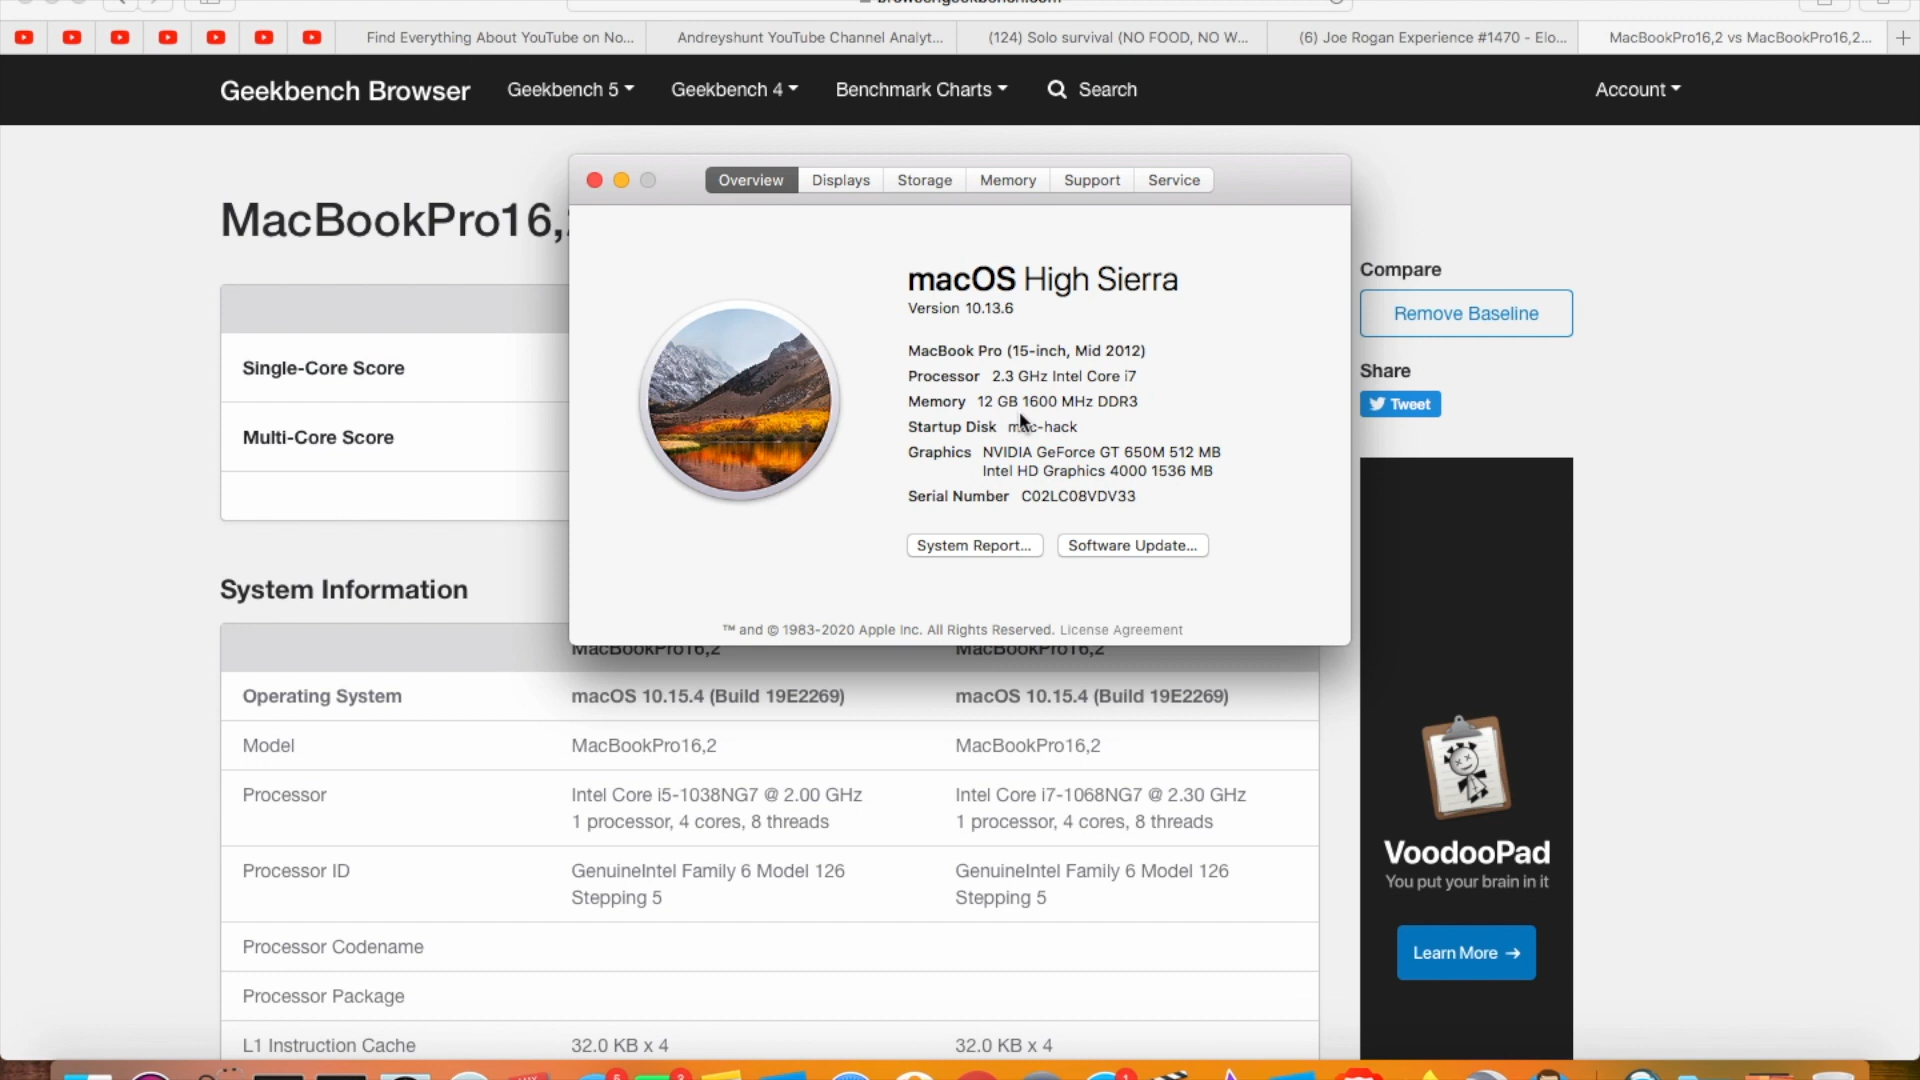 Find Everything About YouTube on No...
Andreyshunt YouTube Channel Analyt...
(124) Solo survival (NO FOOD, NO W...
(6) Joe Rogan Experience #1470 - Elo...
MacBookPro16,2 vs MacBookPro16,2...
Geekbench Browser
Geekbench 5
Geekbench 4
Benchmark Charts
Search
Account
Overview
Displays
Storage
Memory
Support
Service
MacBookPro16,
macOS High Sierra
Version 10.13.6
MacBook Pro (15-inch, Mid 2012)
Processor 2.3 GHz Intel Core i7
Memory 12 GB 1600 MHz DDR3
Startup Disk mac-hack
Graphics NVIDIA GeForce GT 650M 512 MB
Intel HD Graphics 4000 1536 MB
Serial Number C02LC08VDV33
System Report...
Software Update...
™ and © 1983-2020 Apple Inc. All Rights Reserved. License Agreement
Single-Core Score
Multi-Core Score
Compare
Remove Baseline
Share
Tweet
System Information
MacBookPro16,2
MacBookPro16,2
Operating System
macOS 10.15.4 (Build 19E2269)
macOS 10.15.4 (Build 19E2269)
Model
MacBookPro16,2
MacBookPro16,2
Processor
Intel Core i5-1038NG7 @ 2.00 GHz
1 processor, 4 cores, 8 threads
Intel Core i7-1068NG7 @ 2.30 GHz
1 processor, 4 cores, 8 threads
Processor ID
GenuineIntel Family 6 Model 126
Stepping 5
GenuineIntel Family 6 Model 126
Stepping 5
Processor Codename
Processor Package
L1 Instruction Cache
32.0 KB x 4
32.0 KB x 4
VoodooPad
You put your brain in it
Learn More →